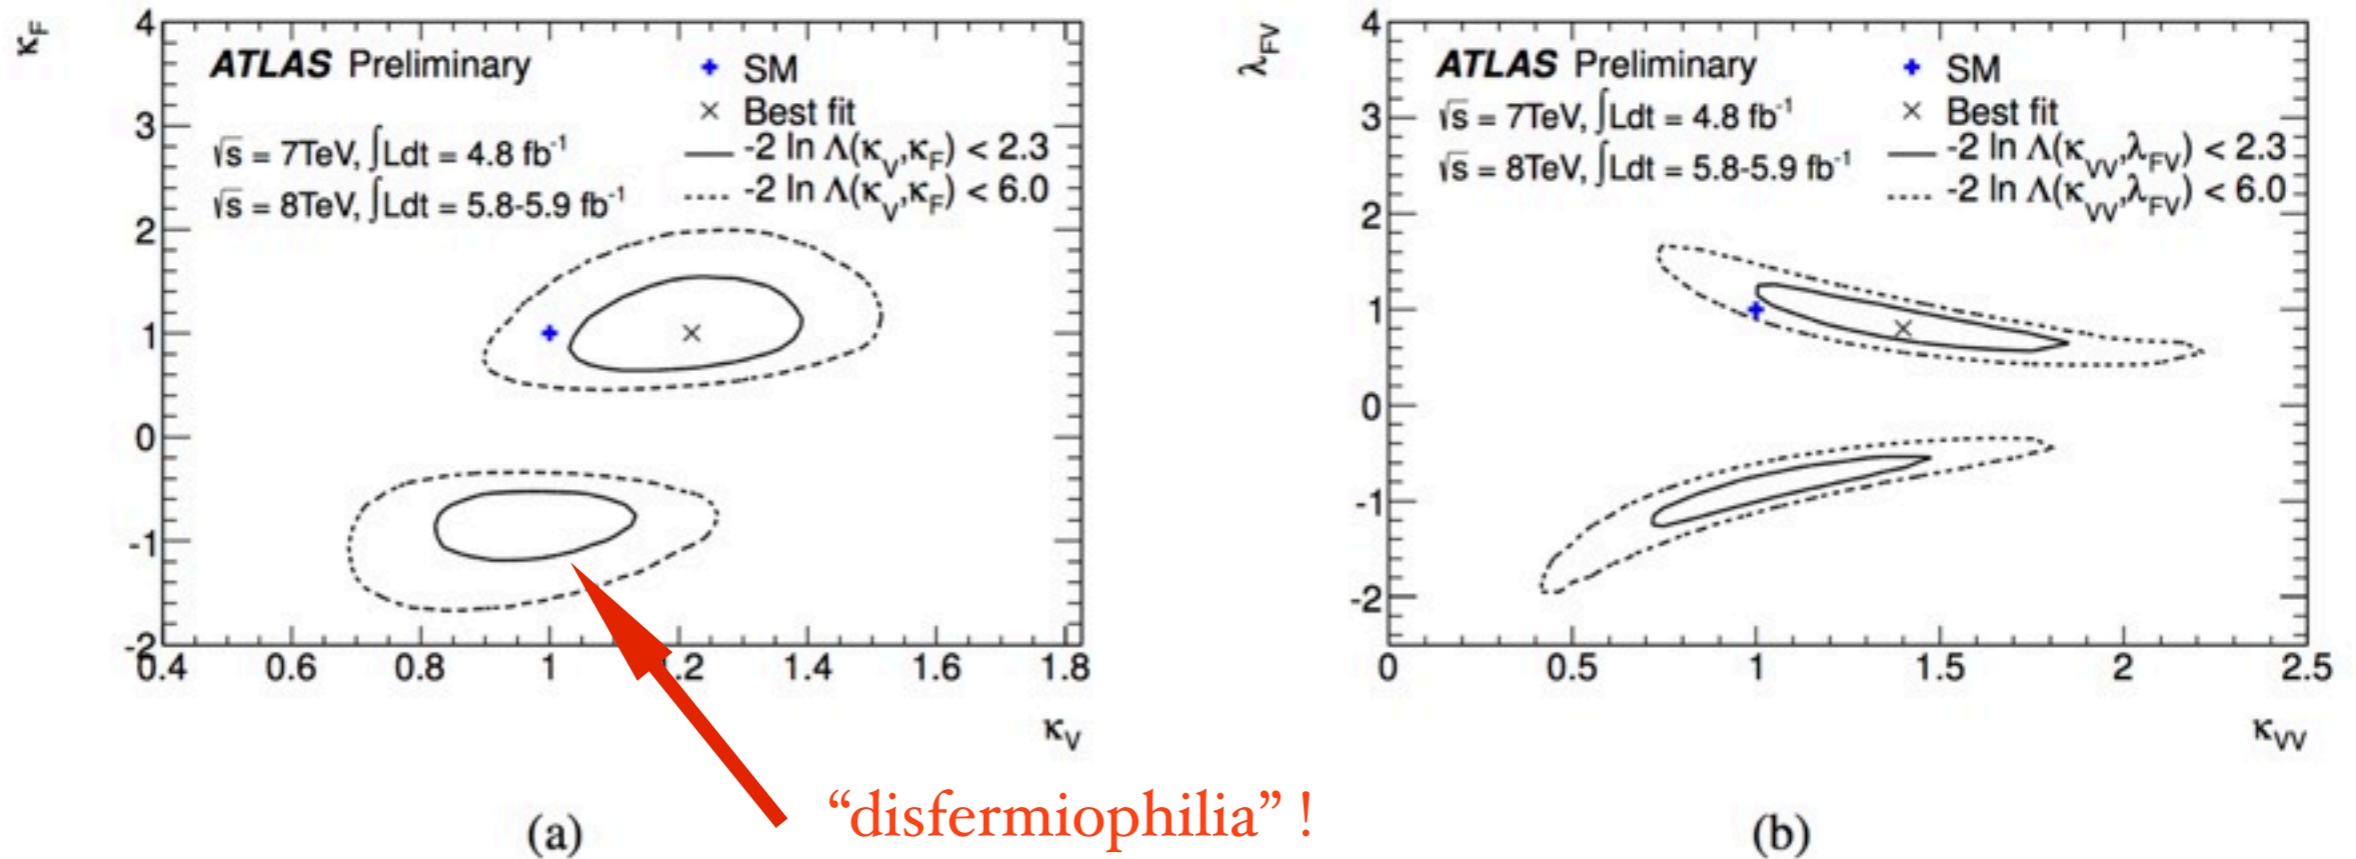 κF
4
3
2
1
0
-1
-2
ATLAS Preliminary
√s = 7TeV, ∫Ldt = 4.8 fb-1
√s = 8TeV, ∫Ldt = 5.8-5.9 fb-1
SM
Best fit
-2 ln Λ(κV,κF) < 2.3
-2 ln Λ(κV,κF) < 6.0
0.4 0.6 0.8 1 1.2 1.4 1.6 1.8
κV
(a)
“disfermiophilia” !
λFV
4
3
2
1
0
-1
-2
ATLAS Preliminary
√s = 7TeV, ∫Ldt = 4.8 fb-1
√s = 8TeV, ∫Ldt = 5.8-5.9 fb-1
SM
Best fit
-2 ln Λ(κVV,λFV) < 2.3
-2 ln Λ(κVV,λFV) < 6.0
0 0.5 1 1.5 2 2.5
κVV
(b)